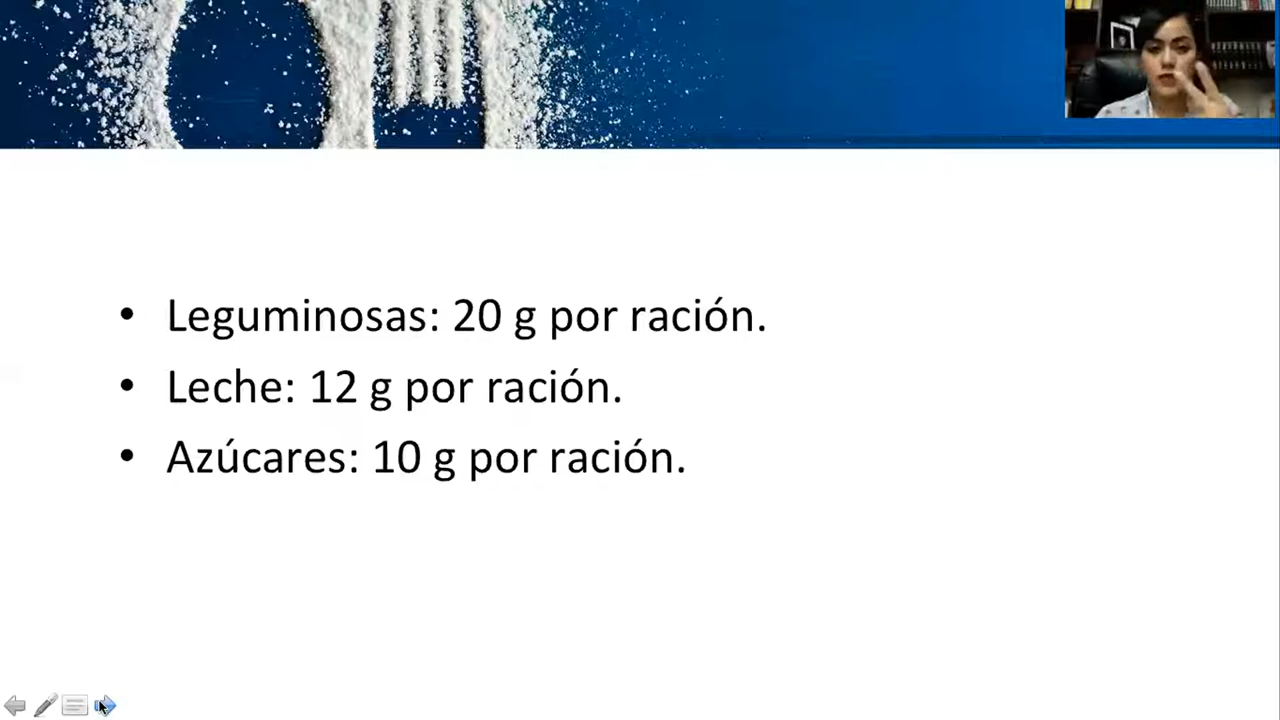 • Leguminosas: 20 g por ración.
• Leche: 12 g por ración.
• Azúcares: 10 g por ración.